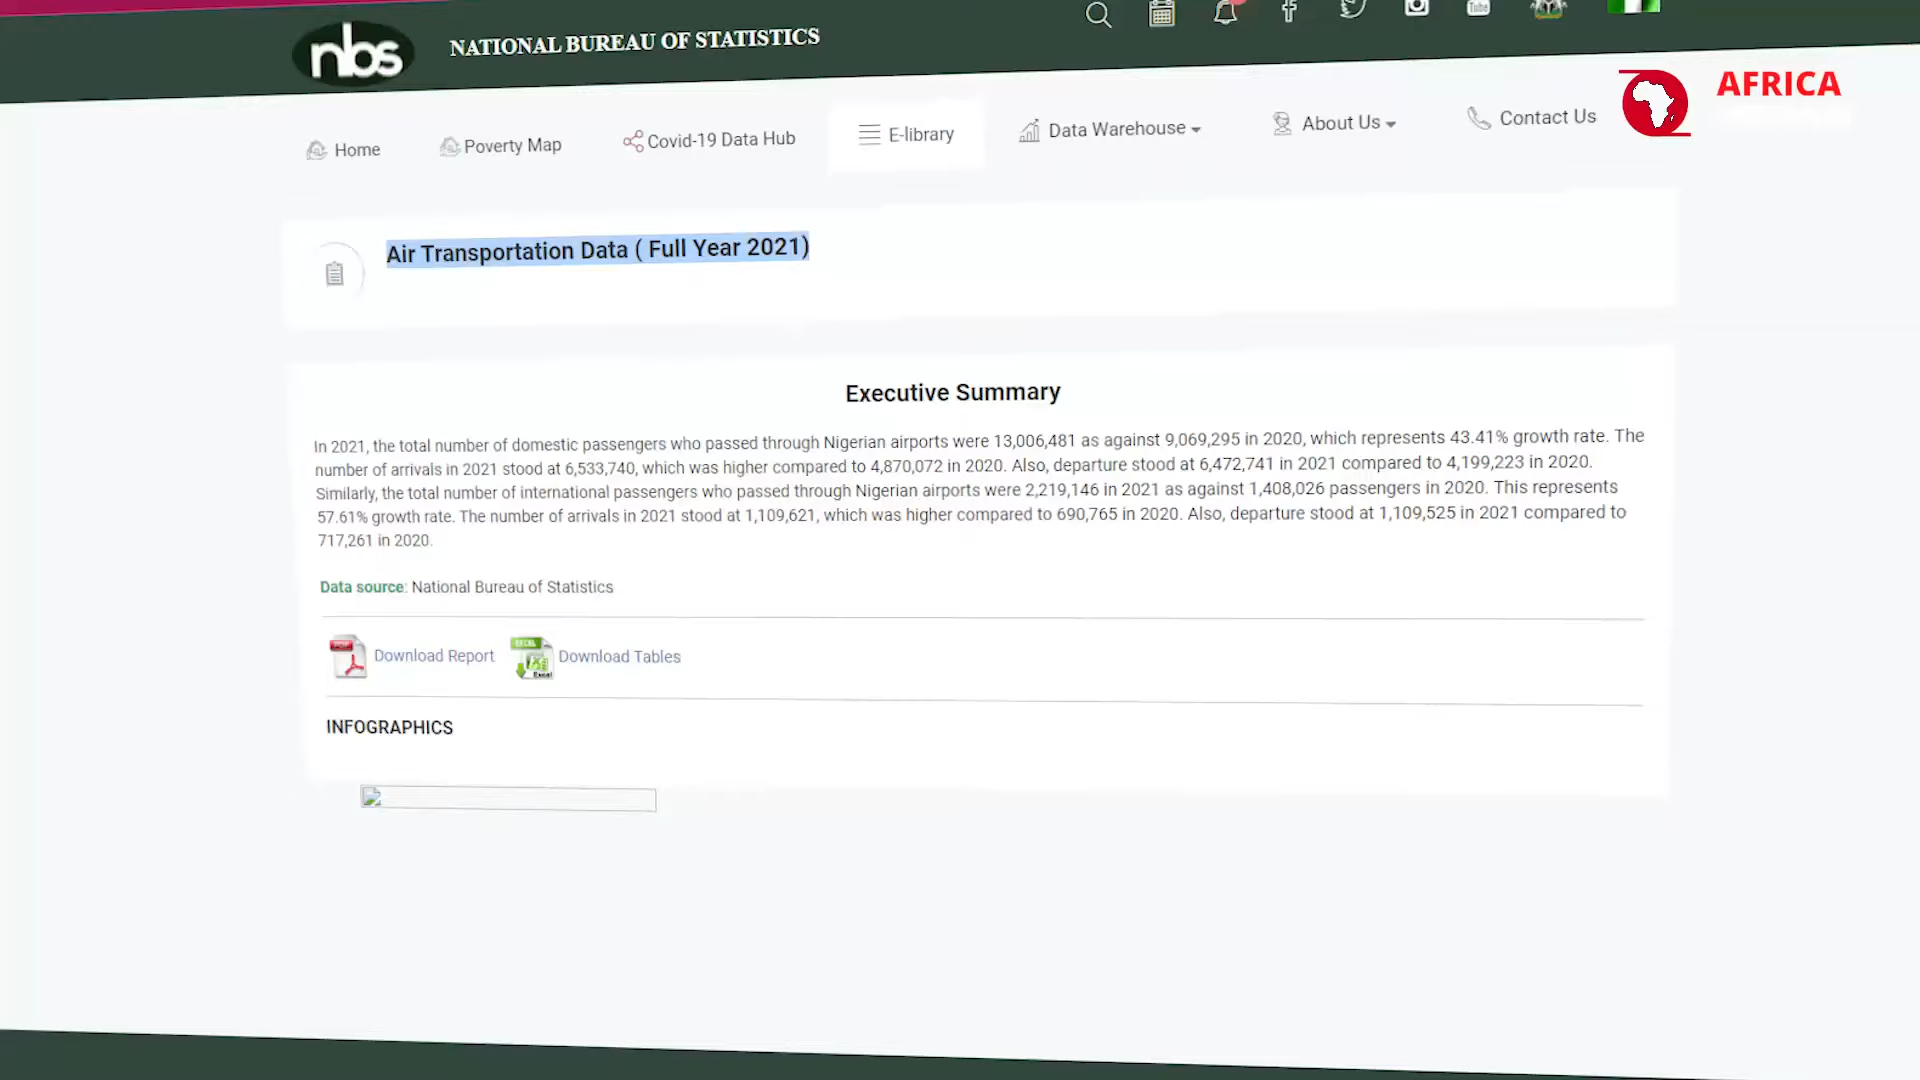 nbs NATIONAL BUREAU OF STATISTICS
AFRICA
Home Poverty Map Covid-19 Data Hub E-library Data Warehouse About Us Contact Us
Air Transportation Data ( Full Year 2021)
Executive Summary
In 2021, the total number of domestic passengers who passed through Nigerian airports were 13,006,481 as against 9,069,295 in 2020, which represents 43.41% growth rate. The
number of arrivals in 2021 stood at 6,533,740, which was higher compared to 4,870,072 in 2020. Also, departure stood at 6,472,741 in 2021 compared to 4,199,223 in 2020.
Similarly, the total number of international passengers who passed through Nigerian airports were 2,219,146 in 2021 as against 1,408,026 passengers in 2020. This represents
57.61% growth rate. The number of arrivals in 2021 stood at 1,109,621, which was higher compared to 690,765 in 2020. Also, departure stood at 1,109,525 in 2021 compared to
717,261 in 2020.
Data source: National Bureau of Statistics
Download Report Download Tables
INFOGRAPHICS